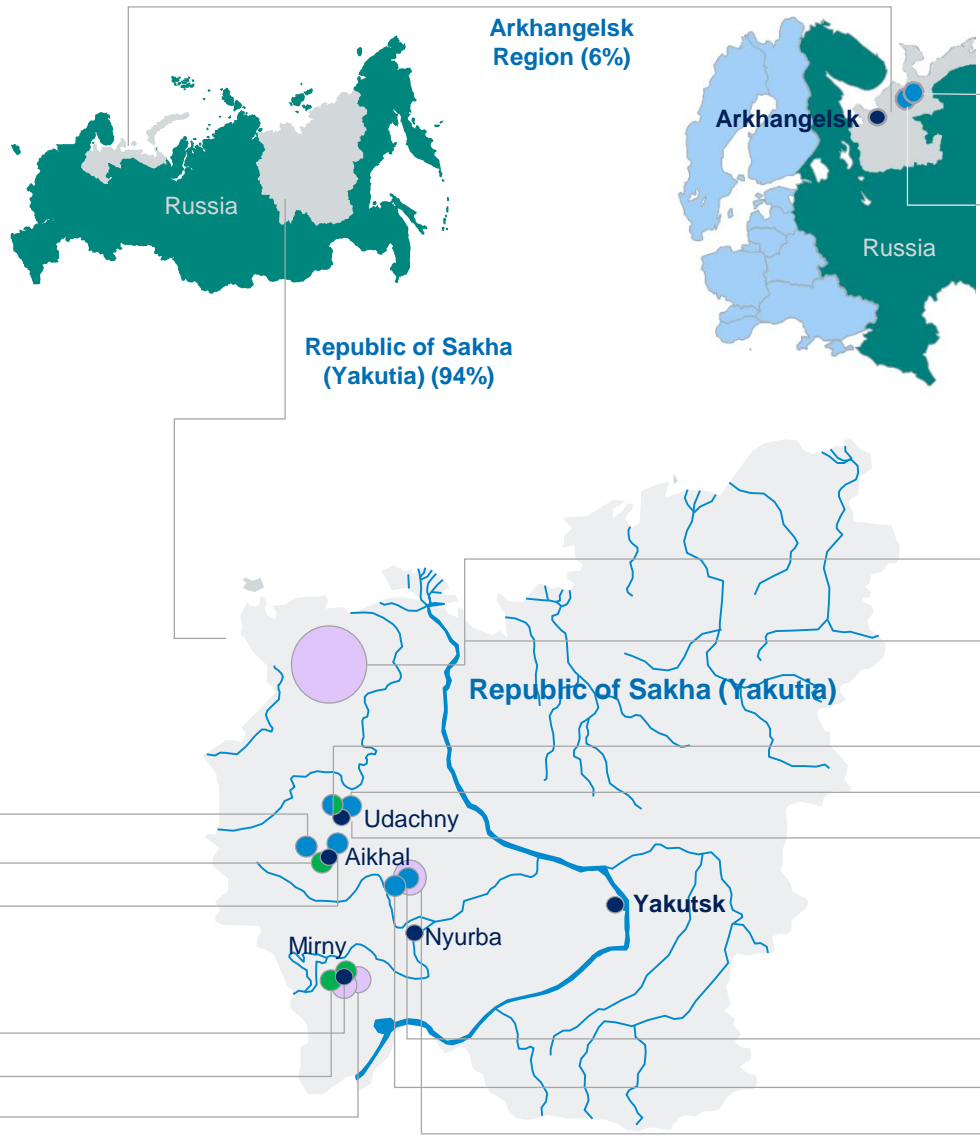 Arkhangelsk
Region (6%)
Arkhangelsk
Russia
Russia
Republic of Sakha
(Yakutia) (94%)
Republic of Sakha (Yakutia)
Udachny
Aikhal
Yakutsk
Nyurba
Mirny